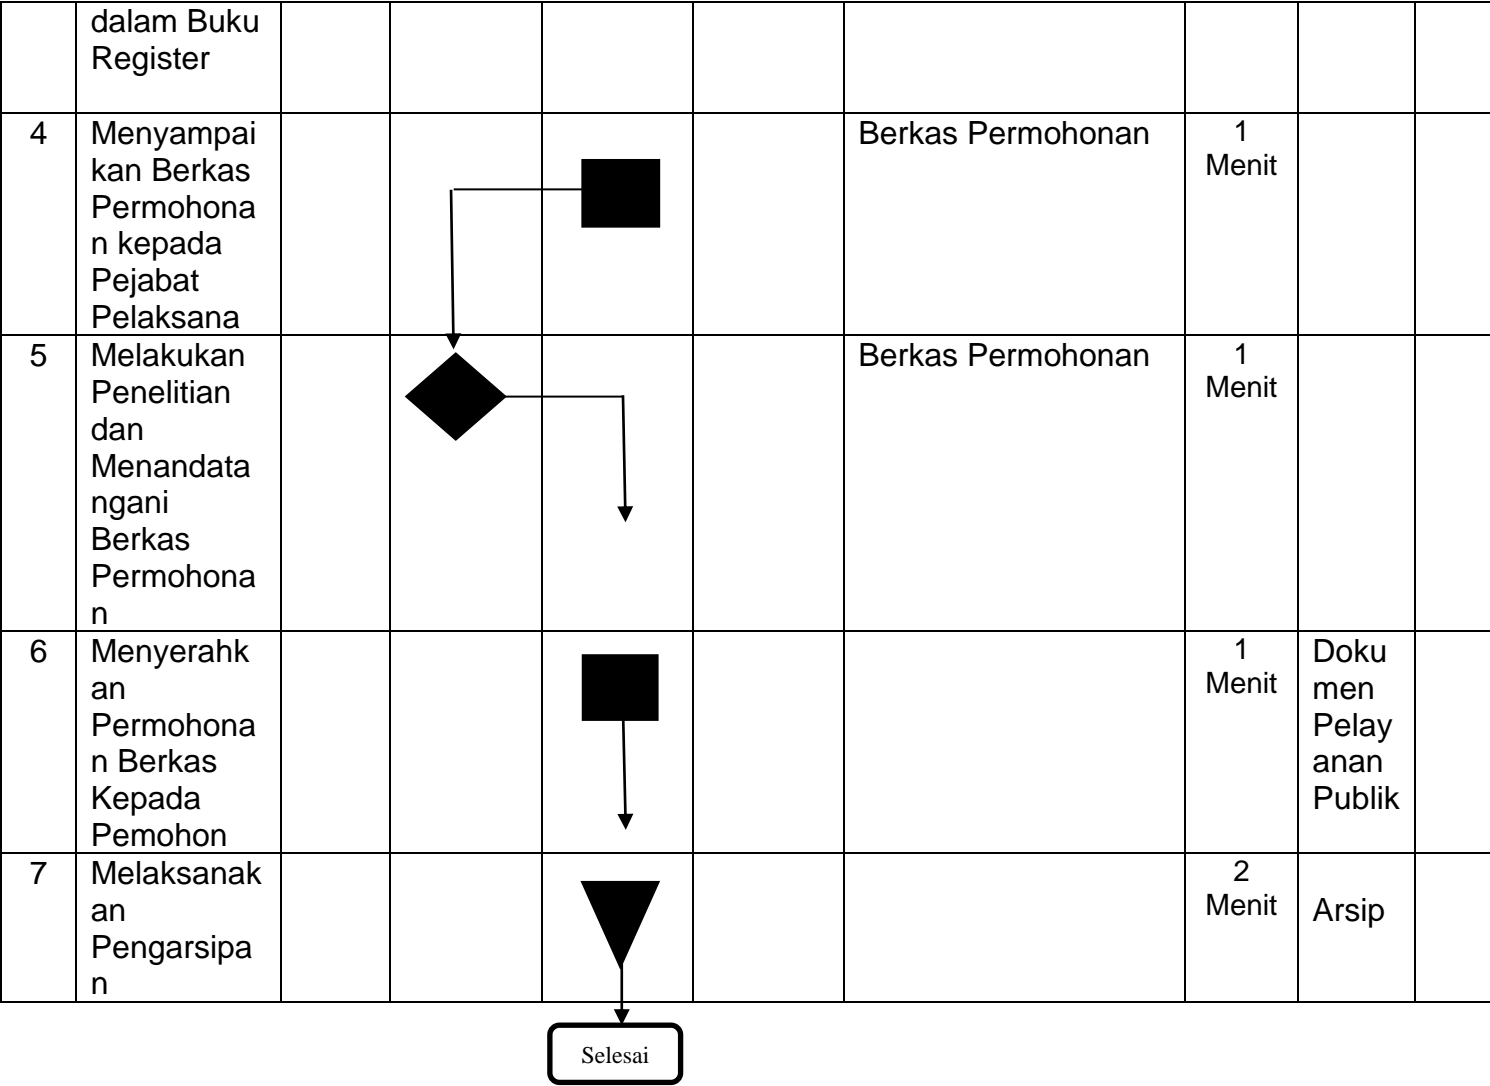 dalam Buku
Register
4
Menyampai
kan Berkas
Permohona
n kepada
Pejabat
Pelaksana
Berkas Permohonan
1
Menit
5
Melakukan
Penelitian
dan
Menandata
ngani
Berkas
Permohona
n
Berkas Permohonan
1
Menit
6
Menyerahk
an
Permohona
n Berkas
Kepada
Pemohon
1
Menit
Doku
men
Pelay
anan
Publik
7
Melaksanak
an
Pengarsipa
n
2
Menit
Arsip
Selesai